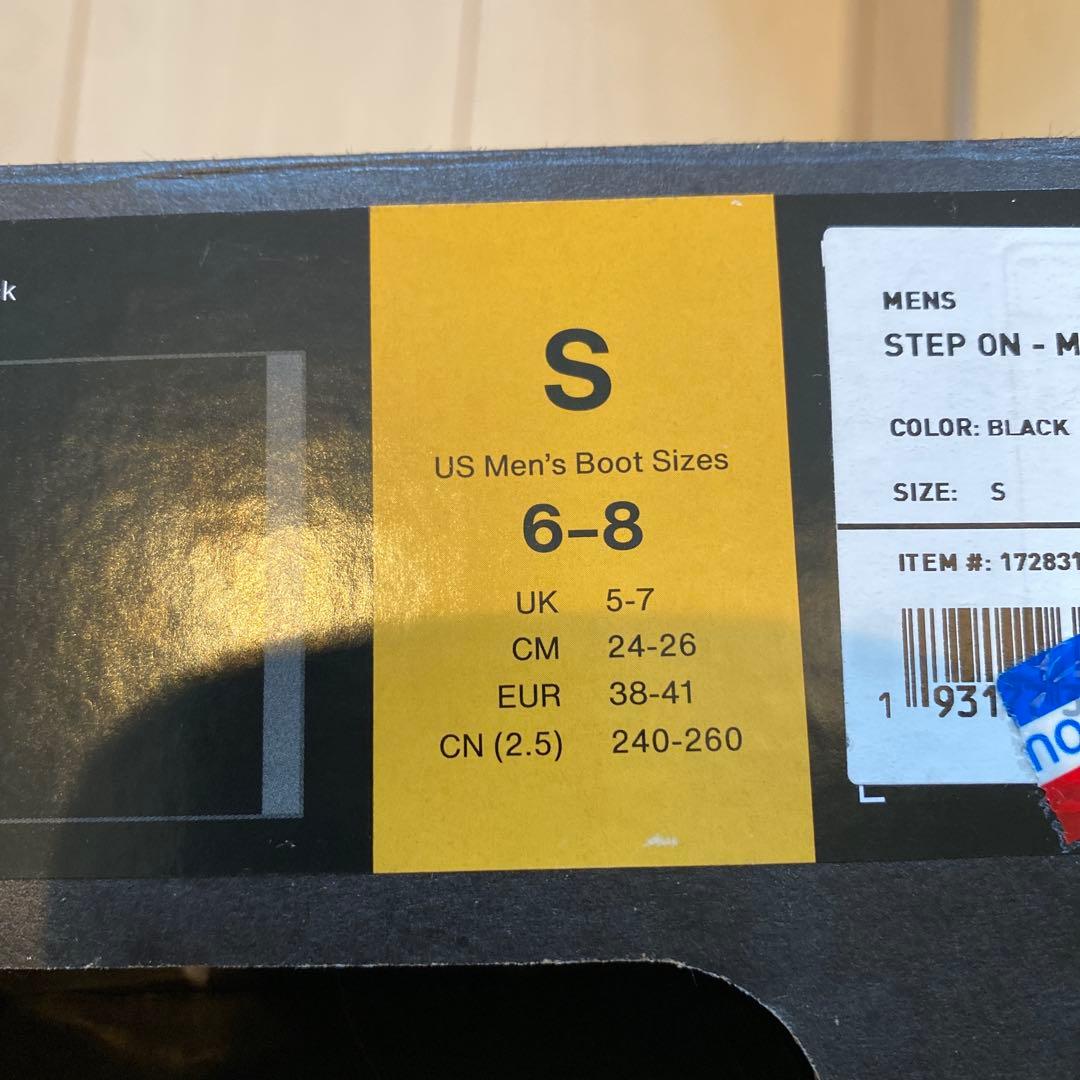 k
S
US Men's Boot Sizes
6–8
UK 5-7
CM 24-26
EUR 38-41
CN (2.5) 240-260
MENS
STEP ON - M
COLOR: BLACK
SIZE: S
ITEM #: 172831
1 931
no